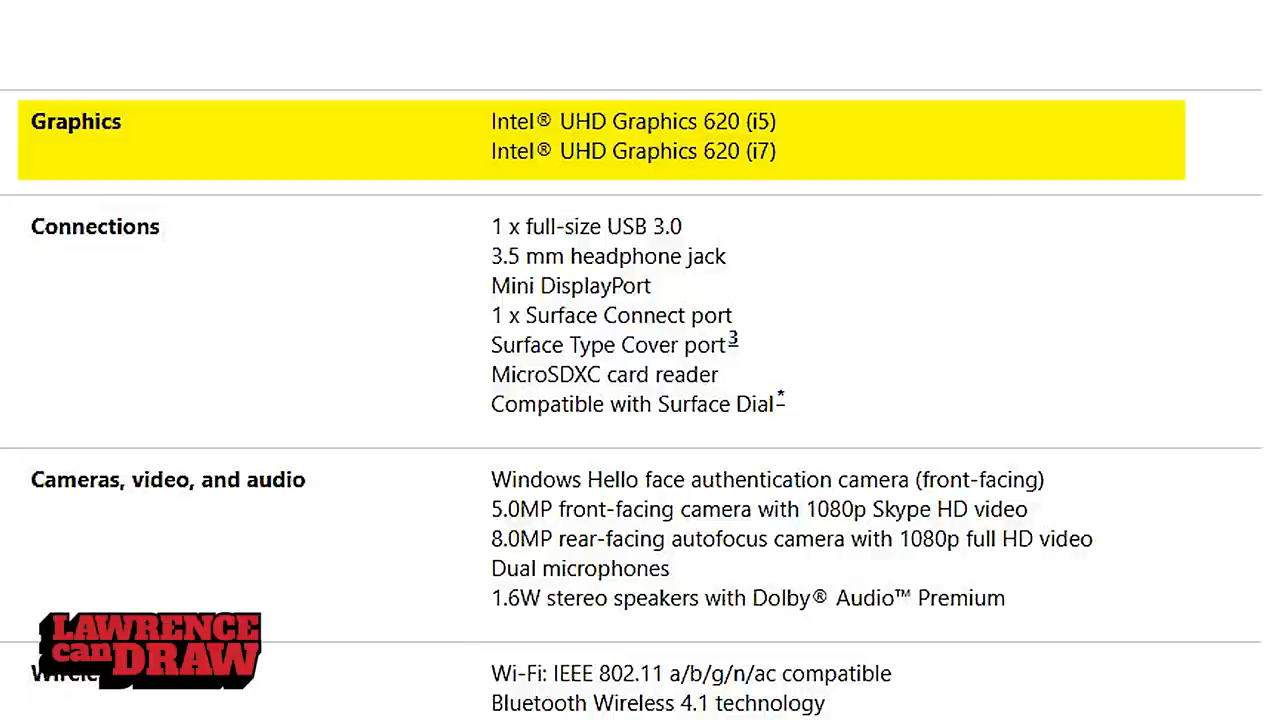 Graphics
Intel® UHD Graphics 620 (i5)
Intel® UHD Graphics 620 (i7)
Connections
1 x full-size USB 3.0
3.5 mm headphone jack
Mini DisplayPort
1 x Surface Connect port
Surface Type Cover port3
MicroSDXC card reader
Compatible with Surface Dial*
Cameras, video, and audio
Windows Hello face authentication camera (front-facing)
5.0MP front-facing camera with 1080p Skype HD video
8.0MP rear-facing autofocus camera with 1080p full HD video
Dual microphones
1.6W stereo speakers with Dolby® Audio™ Premium
Wi-Fi: IEEE 802.11 a/b/g/n/ac compatible
Bluetooth Wireless 4.1 technology
LAWRENCE
can DRAW